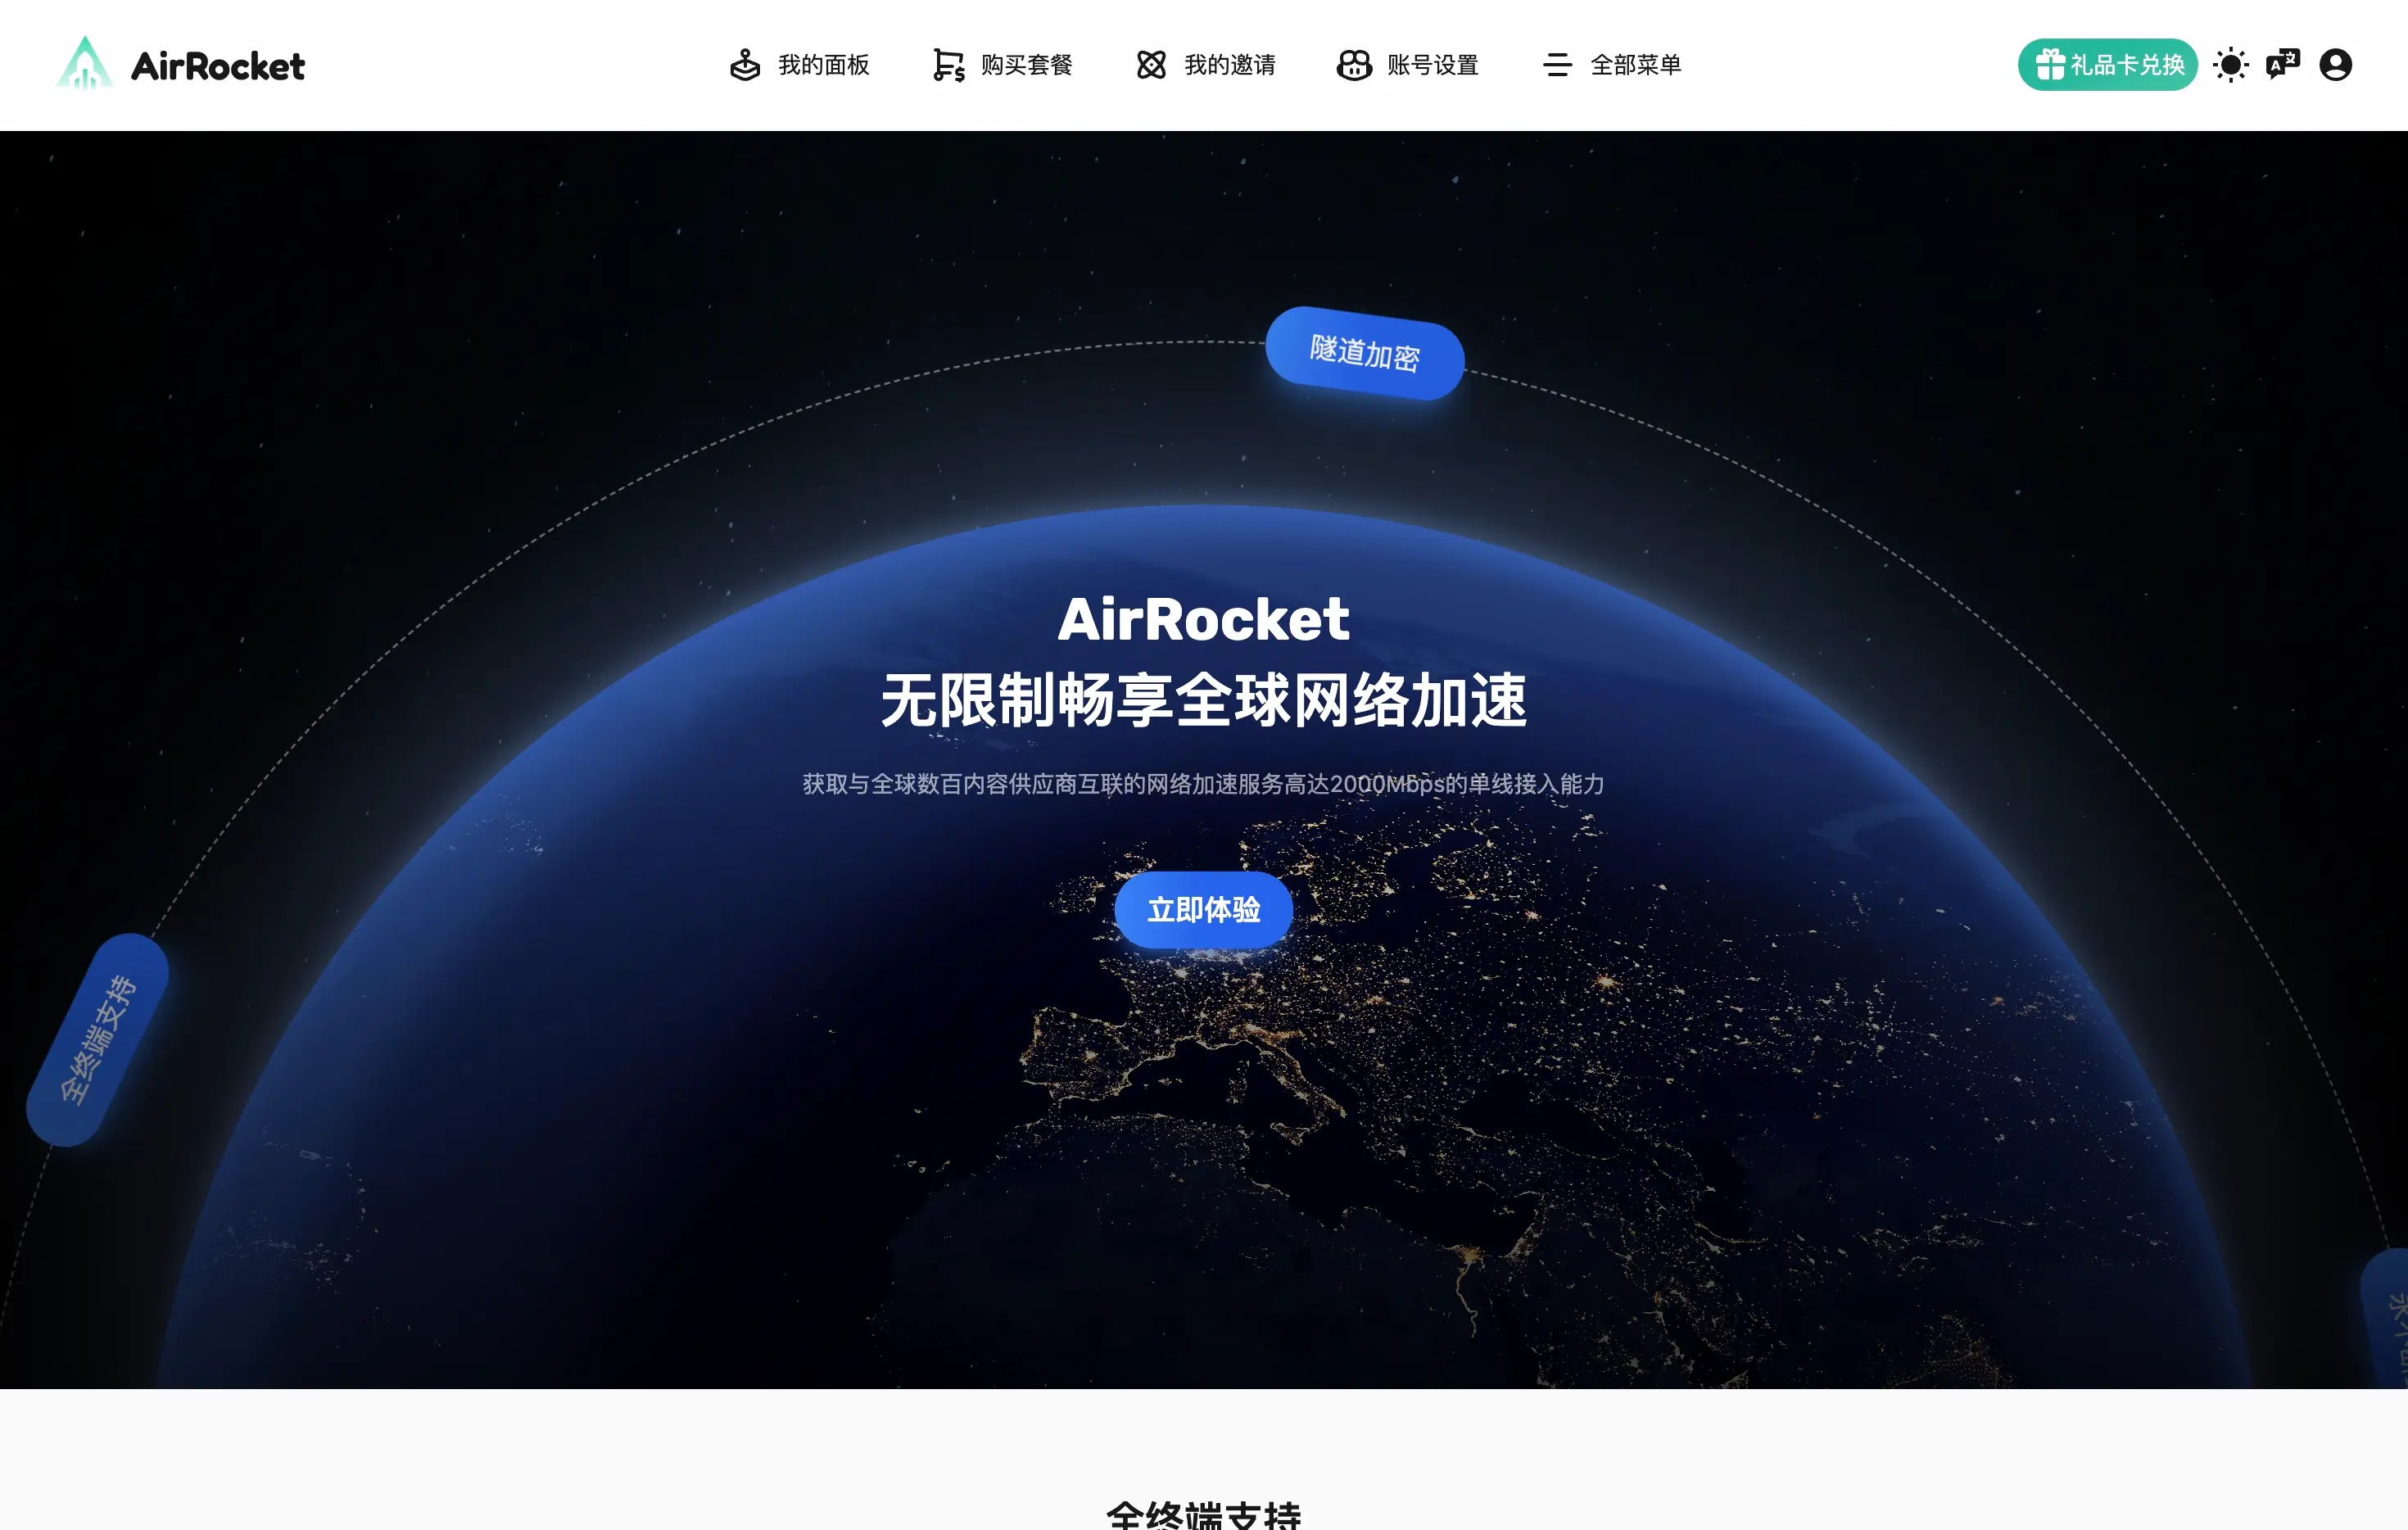 AirRocket
我的面板
购买套餐
我的邀请
账号设置
全部菜单
礼品卡兑换
隧道加密
AirRocket
无限制畅享全球网络加速
获取与全球数百内容供应商互联的网络加速服务高达2000Mbps的单线接入能力
立即体验
全终端支持
全终端支持